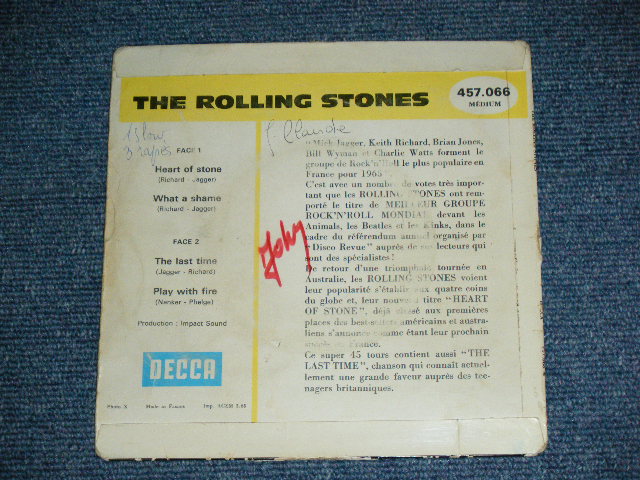 THE ROLLING STONES
457.066
MÉDIUM
FACE 1
Heart of stone
(Richard - Jagger)
What a shame
(Richard - Jagger)
FACE 2
The last time
(Jagger - Richard)
Play with fire
(Nanker - Phelge)
Production : Impact Sound
DECCA
Photo X Made in France Imp.
John
Mick Jagger, Keith Richard, Brian Jones,
Bill Wyman et Charlie Watts forment le
groupe de Rock'n'Roll le plus populaire en
France pour 1965
C'est avec un nombre de votes très impor-
tant que les ROLLING STONES ont rem-
porté le titre de MEILLEUR GROUPE
ROCK'N'ROLL MONDIAL devant les
Animals, les Beatles et les Kinks, dans le
cadre du référendum annuel organisé par
"Disco Revue" auprès de ses lecteurs qui
sont des spécialistes !
De retour d'une triomphale tournée en
Australie, les ROLLING STONES voient
leur popularité s'établir aux quatre coins
du globe et, leur nouveau titre "HEART
OF STONE", déjà classé aux premières
places des best-sellers américains et austra-
liens s'annonce comme étant leur prochain
succès en France.
Ce super 45 tours contient aussi "THE
LAST TIME", chanson qui connaît actuel-
lement une grande faveur auprès des tee-
nagers britanniques.